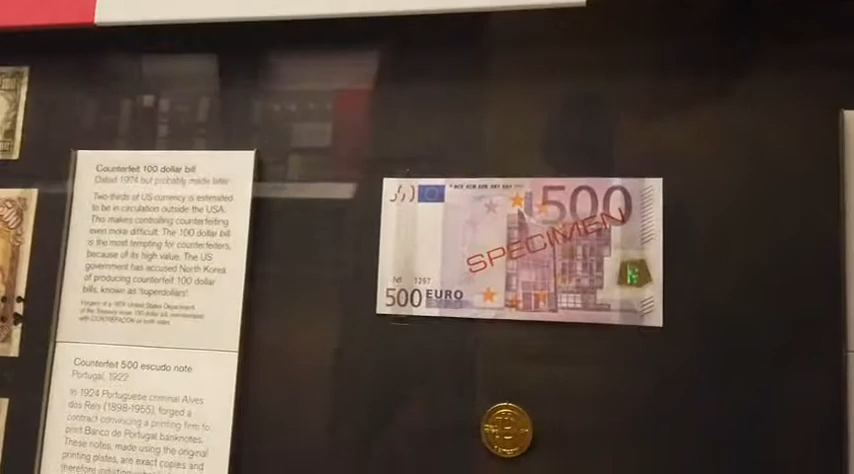 Counterfeit 100 dollar bill
Dated 1974 but probably made later
Two-thirds of US currency is estimated
to be in circulation outside the USA.
This makes controlling counterfeiting
even more difficult. The 100 dollar bill
is the most tempting for counterfeiters,
because of its high value. The US
government has accused North Korea
of producing counterfeit 100 dollar
bills, known as 'superdollars'.
Counterfeit 500 escudo note
Portugal, 1922
In 1924 Portuguese criminal Alves
dos Reis (1898-1955), forged a
contract convincing a printing firm to
print Banco de Portugal banknotes.
These notes, made using the original
printing plates, are exact copies and
therefore
500
SPECIMEN
No 1297
500 EURO